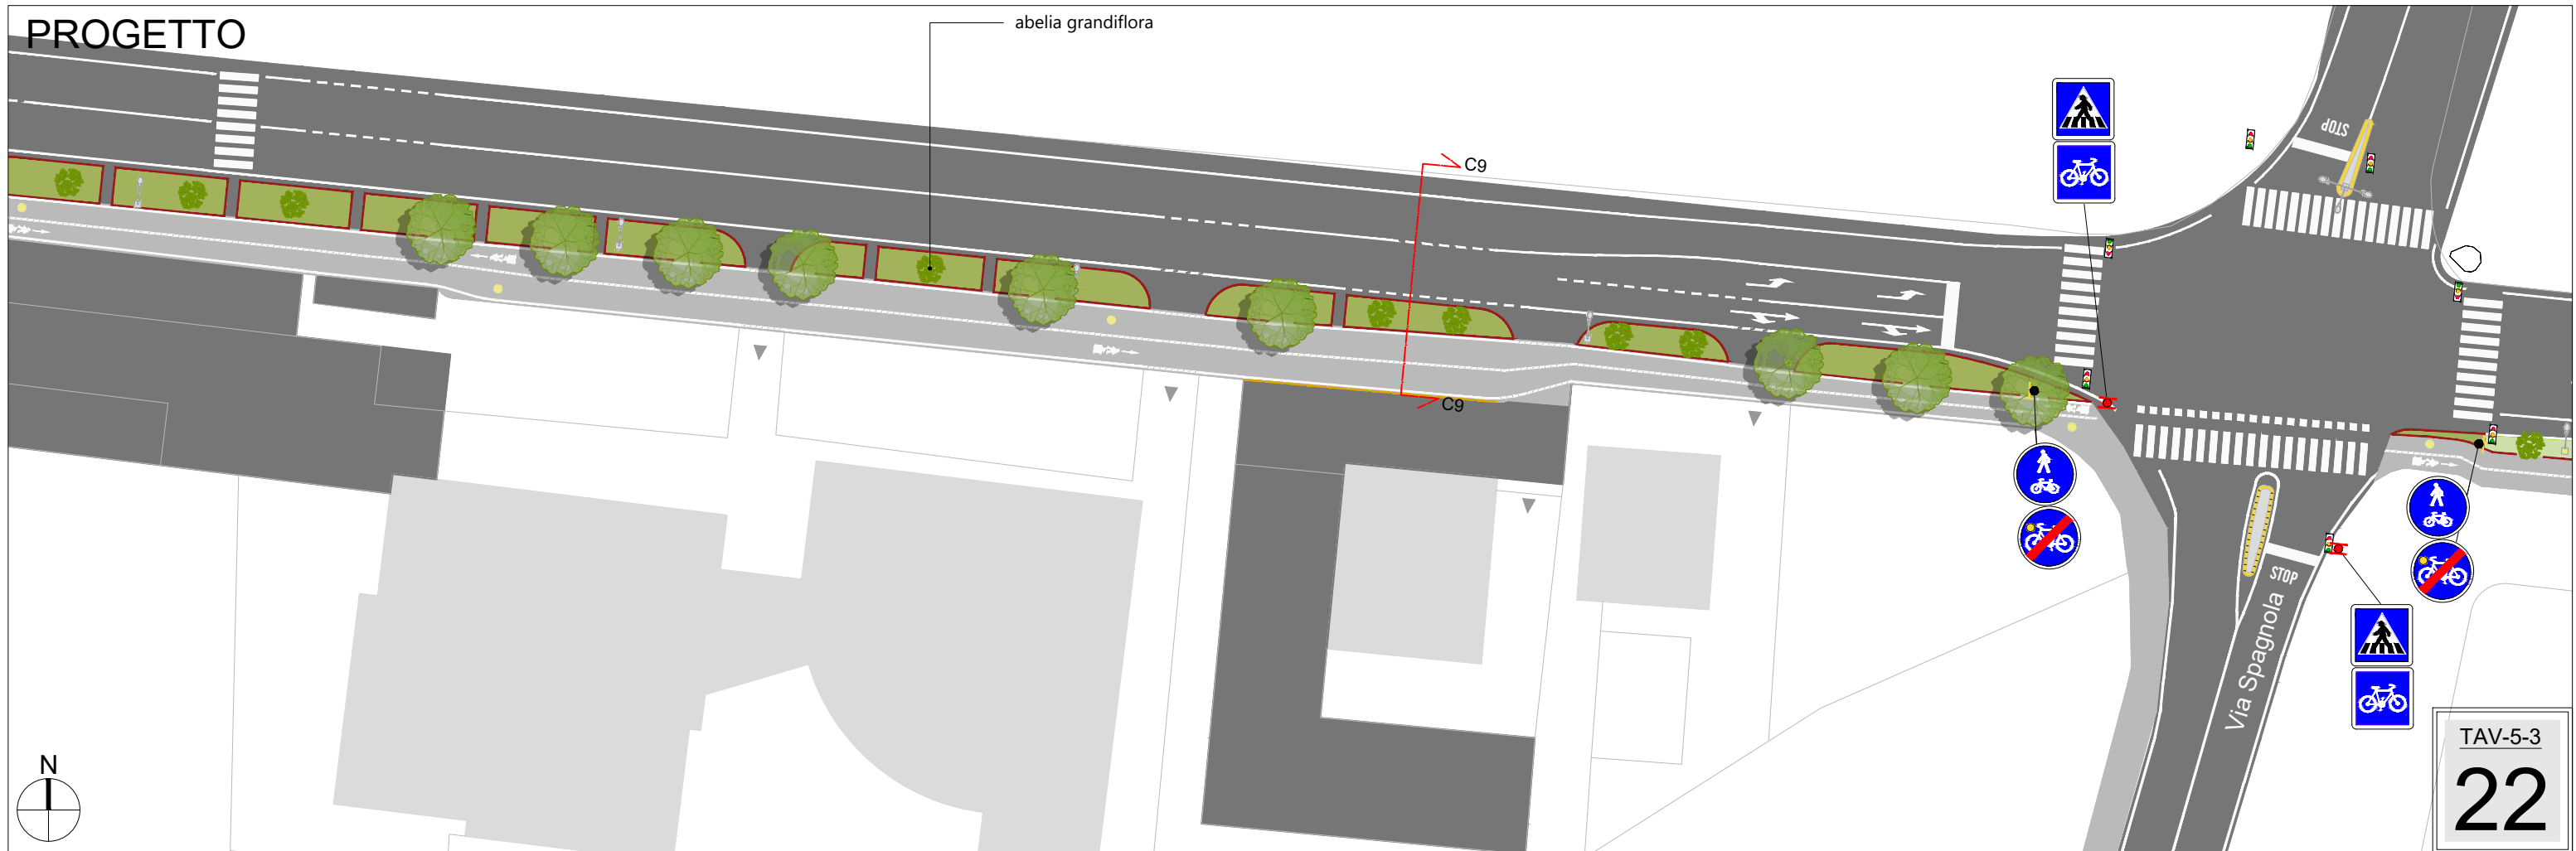 PROGETTO
abelia grandiflora
C9
C9
STOP
STOP
Via Spagnola
N
TAV-5-3
22